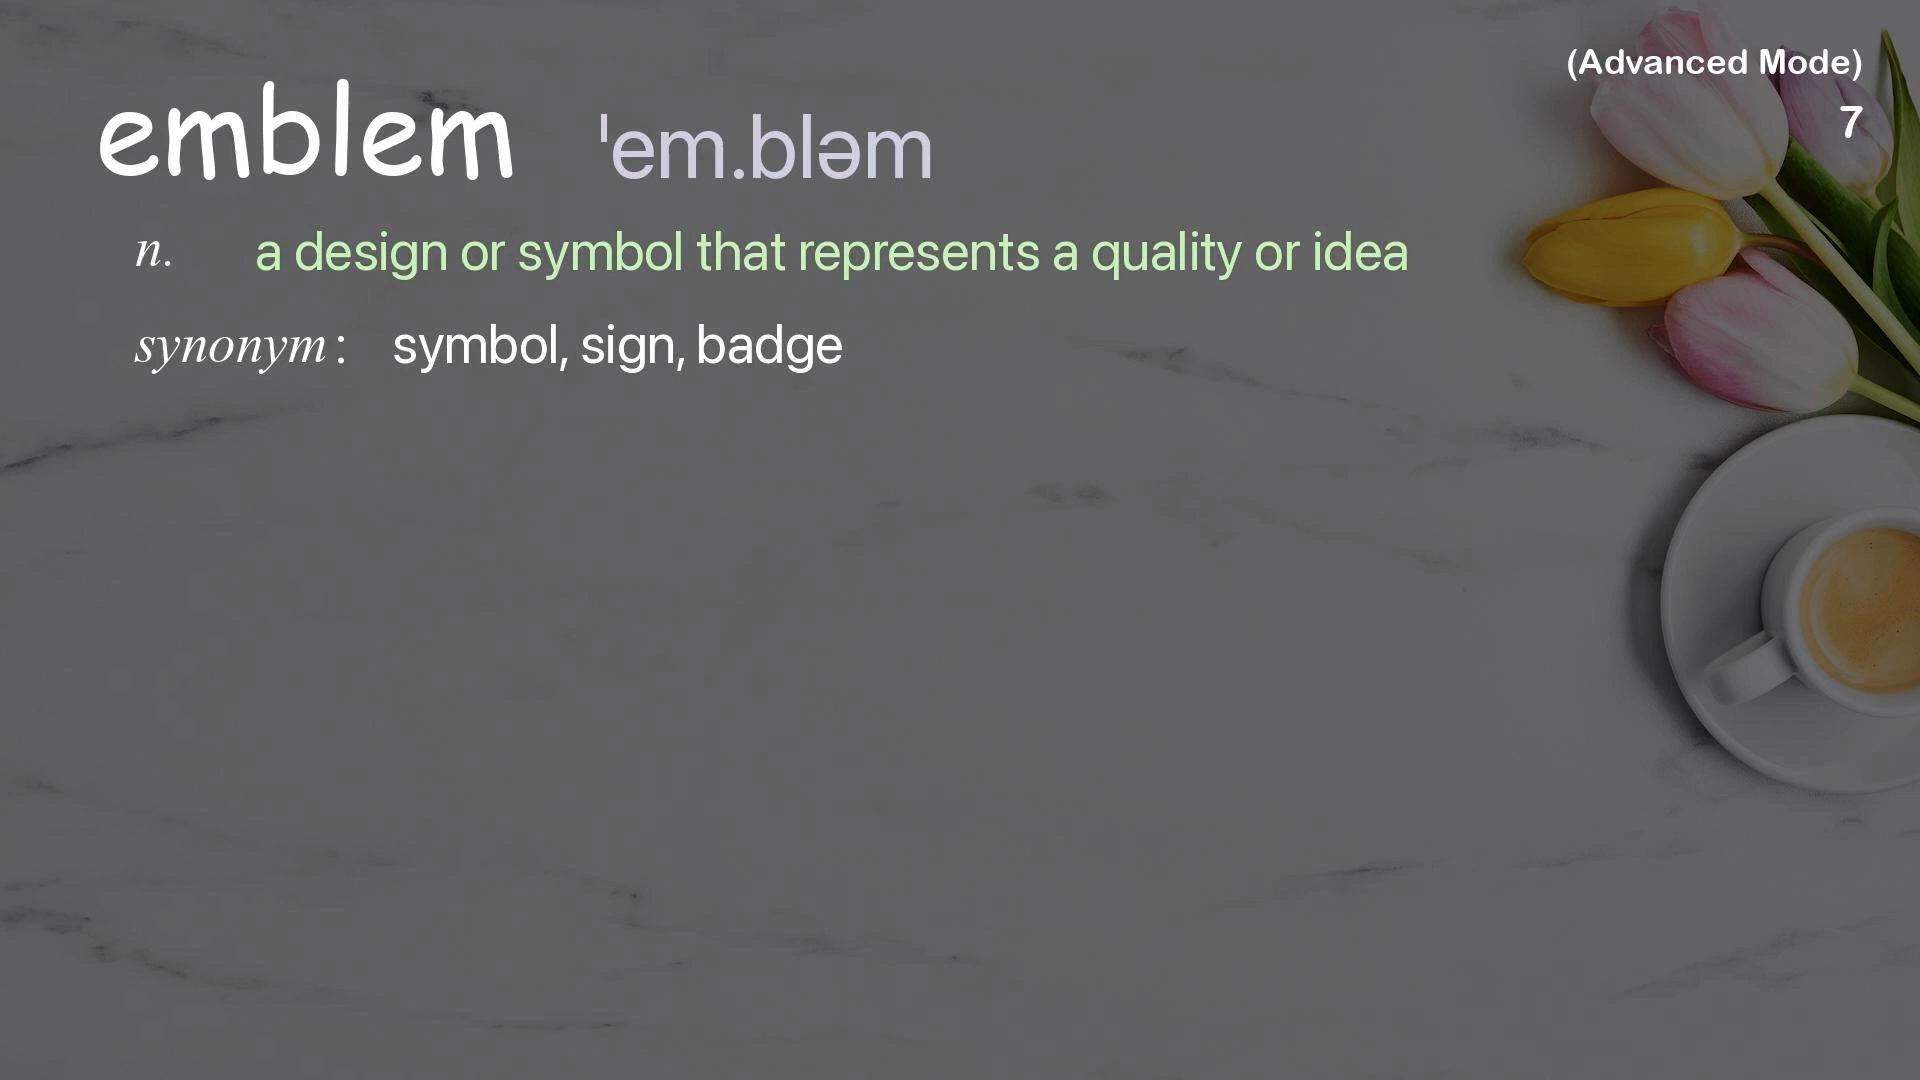 (Advanced Mode)
7
emblem ˈem.bləm
n. a design or symbol that represents a quality or idea
synonym: symbol, sign, badge